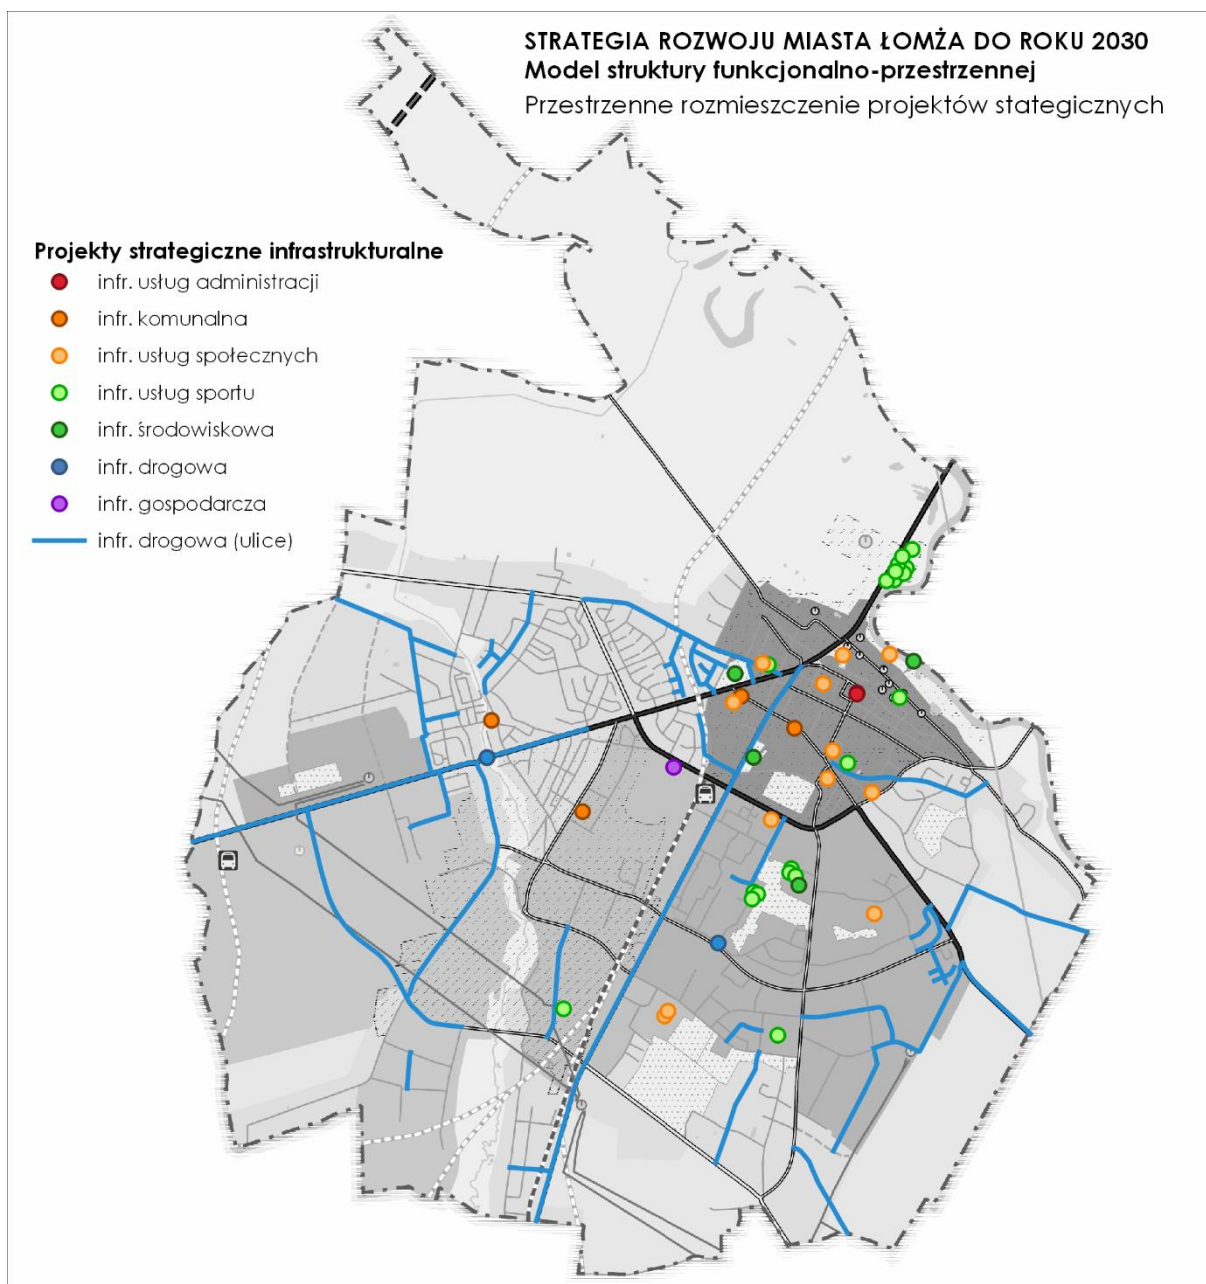 STRATEGIA ROZWOJU MIASTA ŁOMŻA DO ROKU 2030
Model struktury funkcjonalno-przestrzennej
Przestrzenne rozmieszczenie projektów stategicznych
Projekty strategiczne infrastrukturalne
infr. usług administracji
infr. komunalna
infr. usług społecznych
infr. usług sportu
infr. środowiskowa
infr. drogowa
infr. gospodarcza
infr. drogowa (ulice)